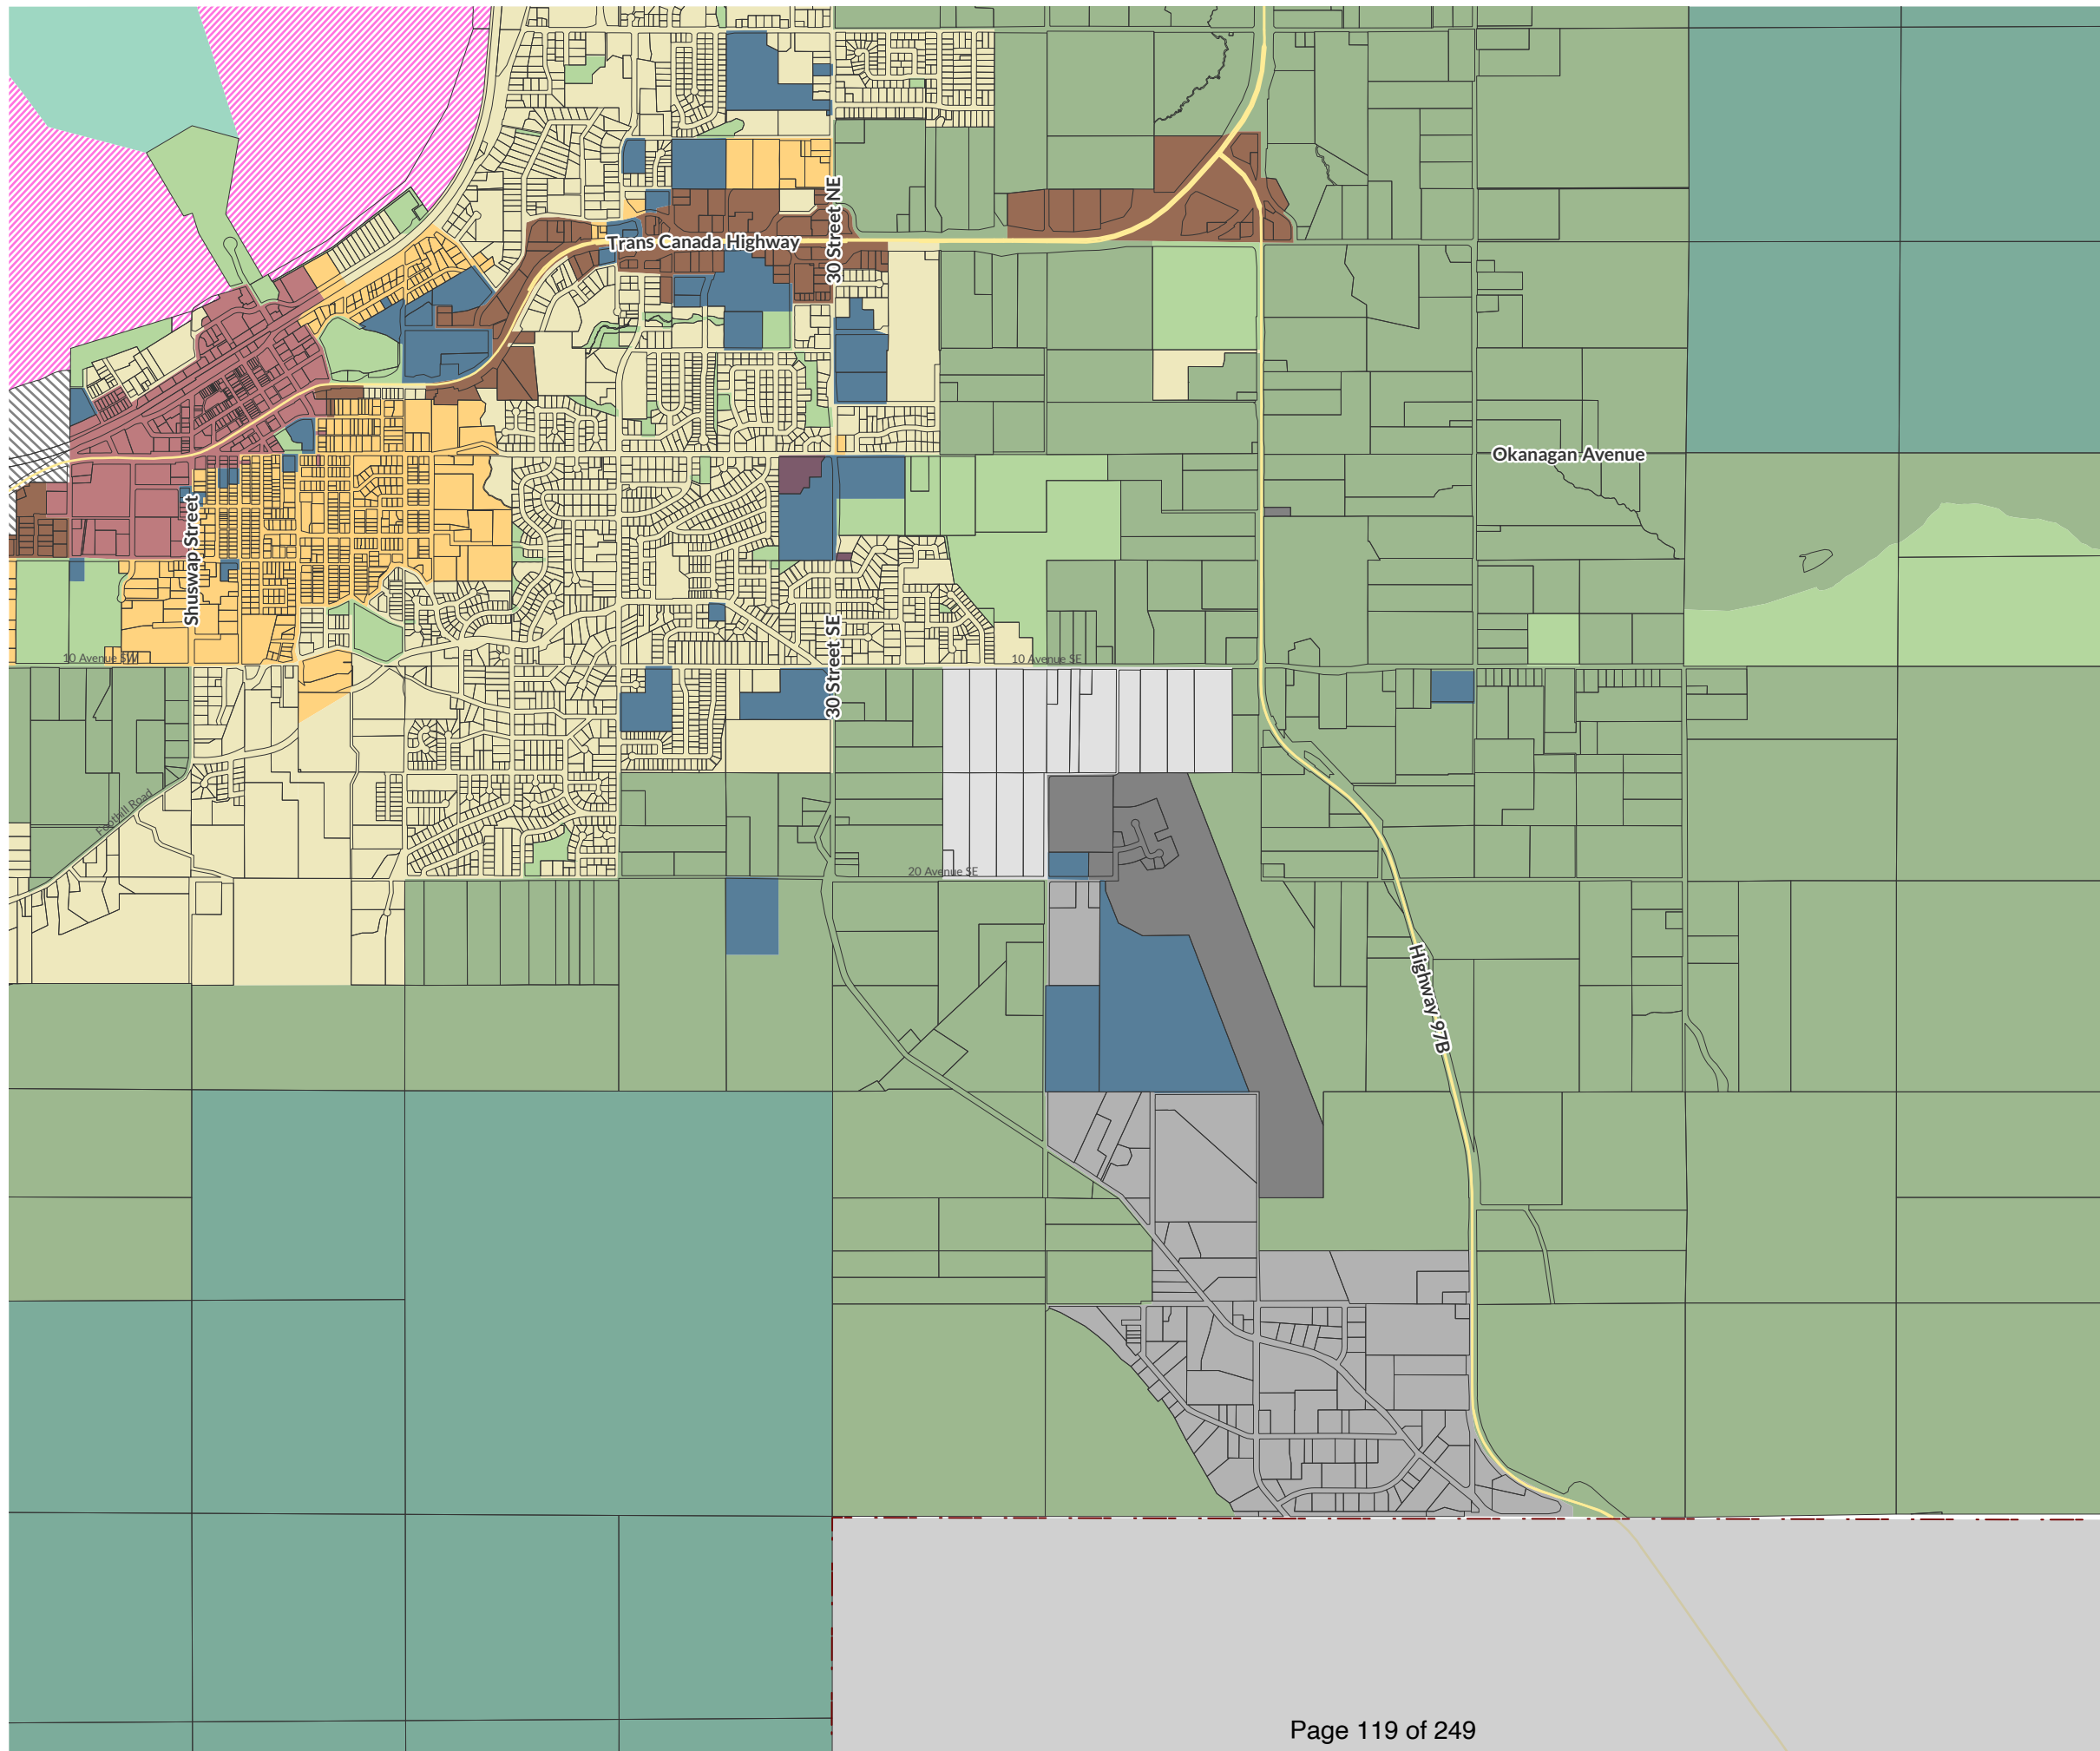 30 Street NE
Trans Canada Highway
Okanagan Avenue
Shuswap Street
10 Avenue SW
10 Avenue SE
30 Street SE
Foothill Road
20 Avenue SE
Highway 97B
Page 119 of 249